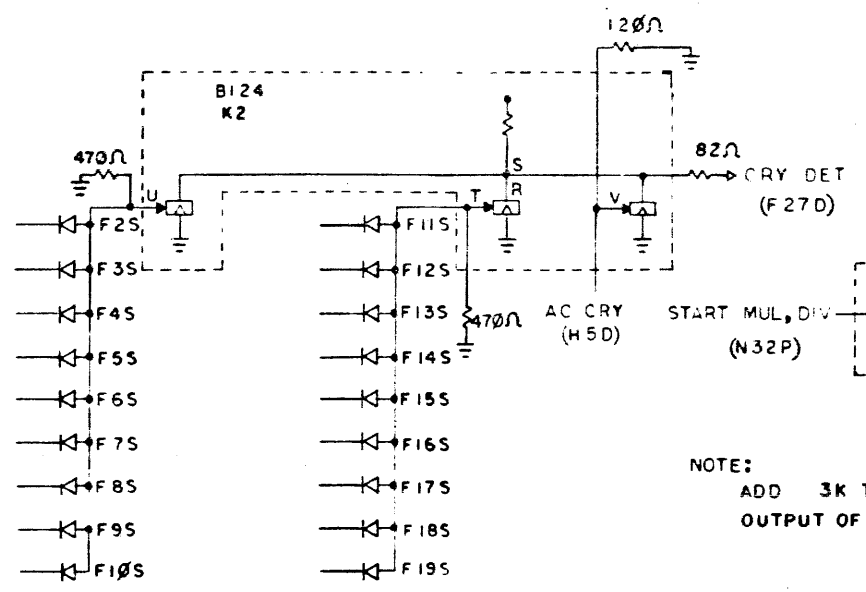 12ØΩ
B124
K2
47ØΩ
S
82Ω
U
T
R
V
CRY DET
(F27D)
F2S
F11S
F3S
F12S
F4S
F13S
47ØΩ
AC CRY
(H5D)
START MUL, DIV
(N32P)
F5S
F14S
F6S
F15S
F7S
F16S
F8S
F17S
F9S
F18S
F1ØS
F19S
NOTE:
ADD 3K
OUTPUT OF